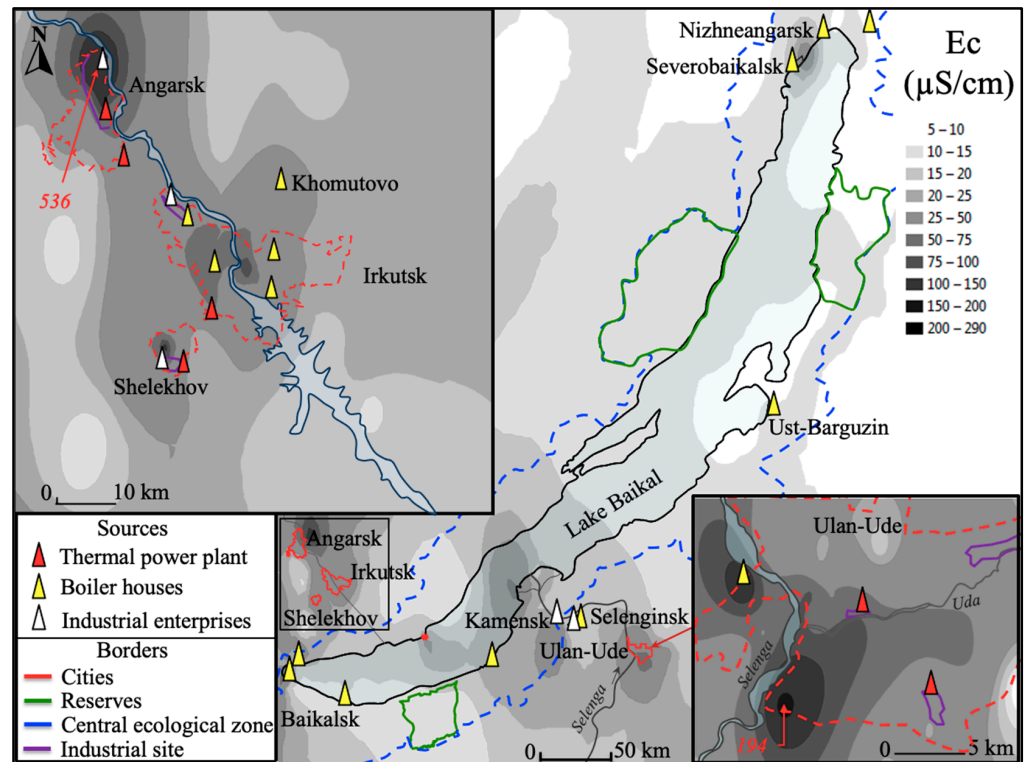 N
Angarsk
536
Khomutovo
Irkutsk
Shelekhov
0 10 km
Nizhneangarsk
Severobaikalsk
Ec
(µS/cm)
5 – 10
10 – 15
15 – 20
20 – 25
25 – 50
50 – 75
75 – 100
100 – 150
150 – 200
200 – 290
Ust-Barguzin
Lake Baikal
Sources
Thermal power plant
Boiler houses
Industrial enterprises
Borders
Cities
Reserves
Central ecological zone
Industrial site
Angarsk
Irkutsk
Shelekhov
Kamensk
Selenginsk
Ulan-Ude
Selenga
Baikalsk
0 50 km
Ulan-Ude
Uda
Selenga
194
0 5 km